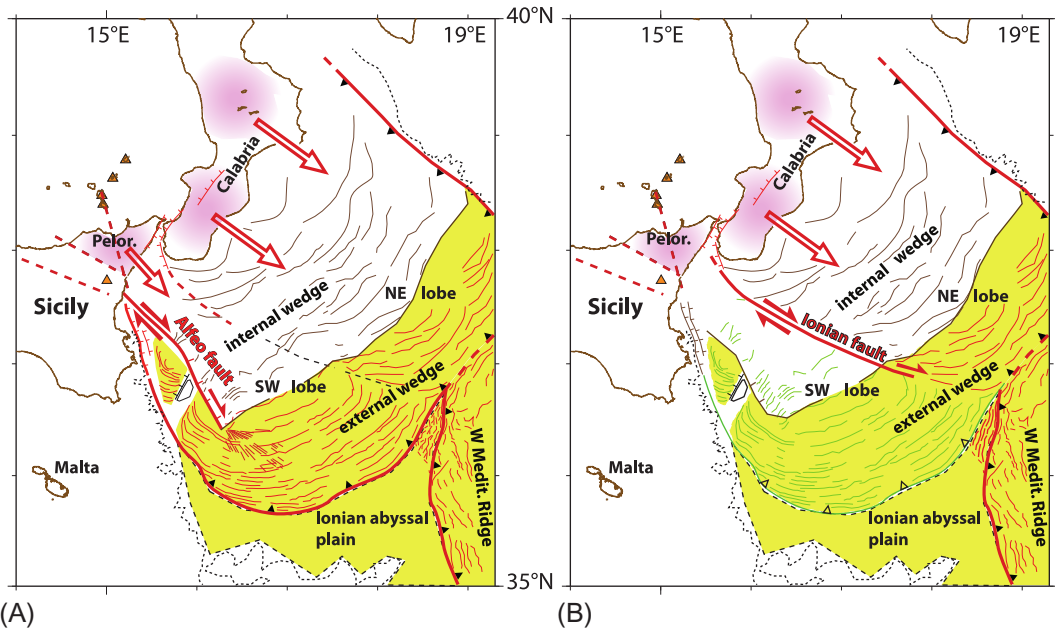 15°E
19°E
40°N
15°E
19°E
Calabria
Pelor.
Sicily
Alfeo fault
internal wedge
NE lobe
SW lobe
external wedge
Malta
Ionian abyssal
plain
W Medit. Ridge
35°N
(A)
Calabria
Pelor.
Sicily
Ionian fault
internal wedge
NE lobe
SW lobe
external wedge
Malta
Ionian abyssal
plain
W Medit. Ridge
(B)